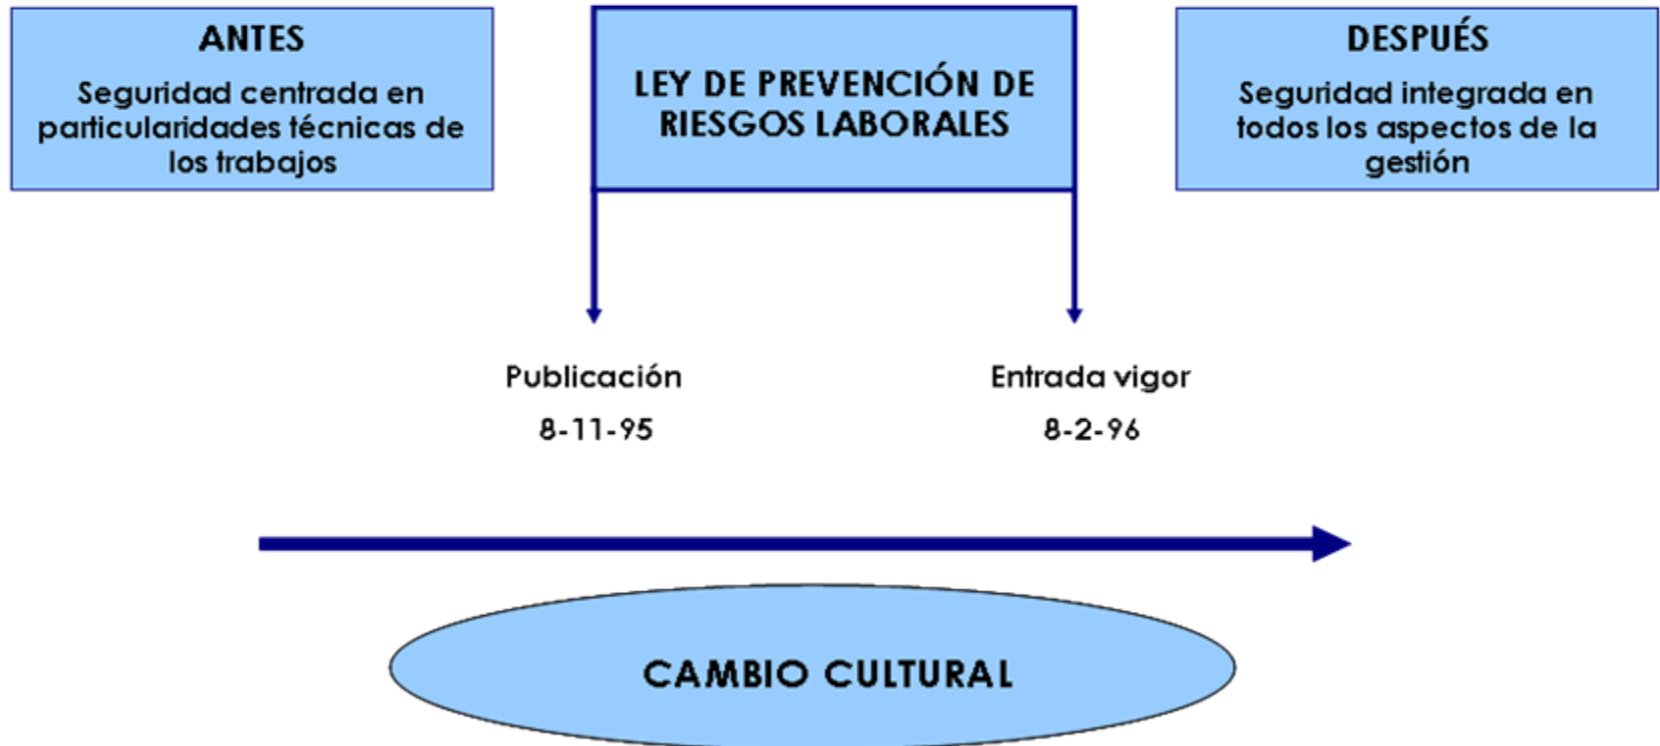 ANTES
Seguridad centrada en
particularidades técnicas de
los trabajos
LEY DE PREVENCIÓN DE
RIESGOS LABORALES
DESPUÉS
Seguridad integrada en
todos los aspectos de la
gestión
Publicación
8-11-95
Entrada vigor
8-2-96
CAMBIO CULTURAL